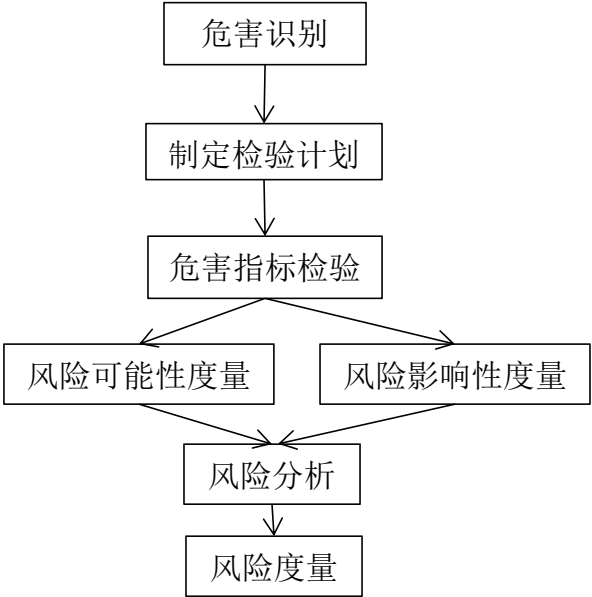 危害识别
制定检验计划
危害指标检验
风险可能性度量
风险影响性度量
风险分析
风险度量